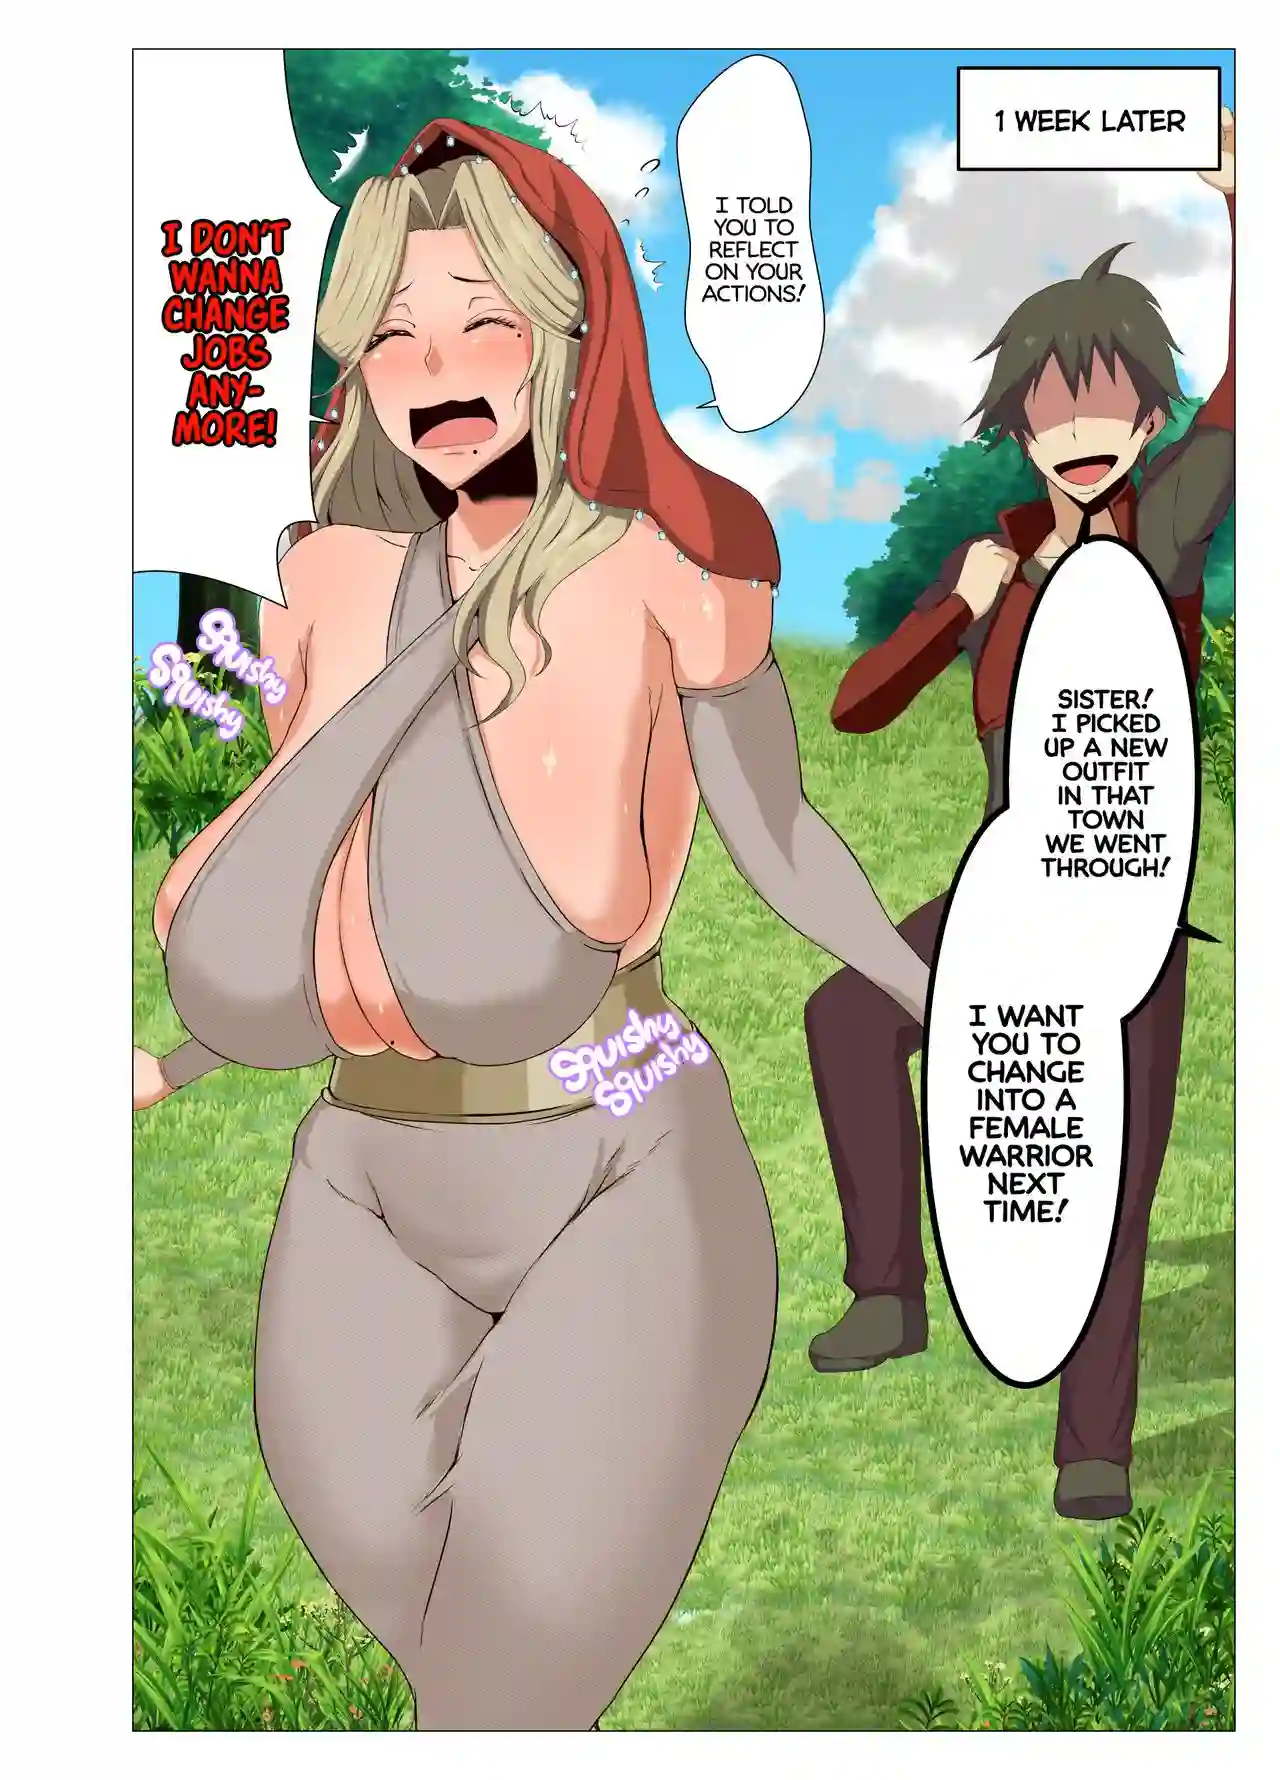 1 WEEK LATER
SISTER!
I PICKED
UP A NEW
OUTFIT
IN THAT
TOWN
WE WENT
THROUGH!
I WANT
YOU TO
CHANGE
INTO A
FEMALE
WARRIOR
NEXT
TIME!
I TOLD
YOU TO
REFLECT
ON YOUR
ACTIONS!
I DON'T
WANNA
CHANGE
JOBS
ANY-
MORE!
Squishy
Squishy
Squishy
Squishy